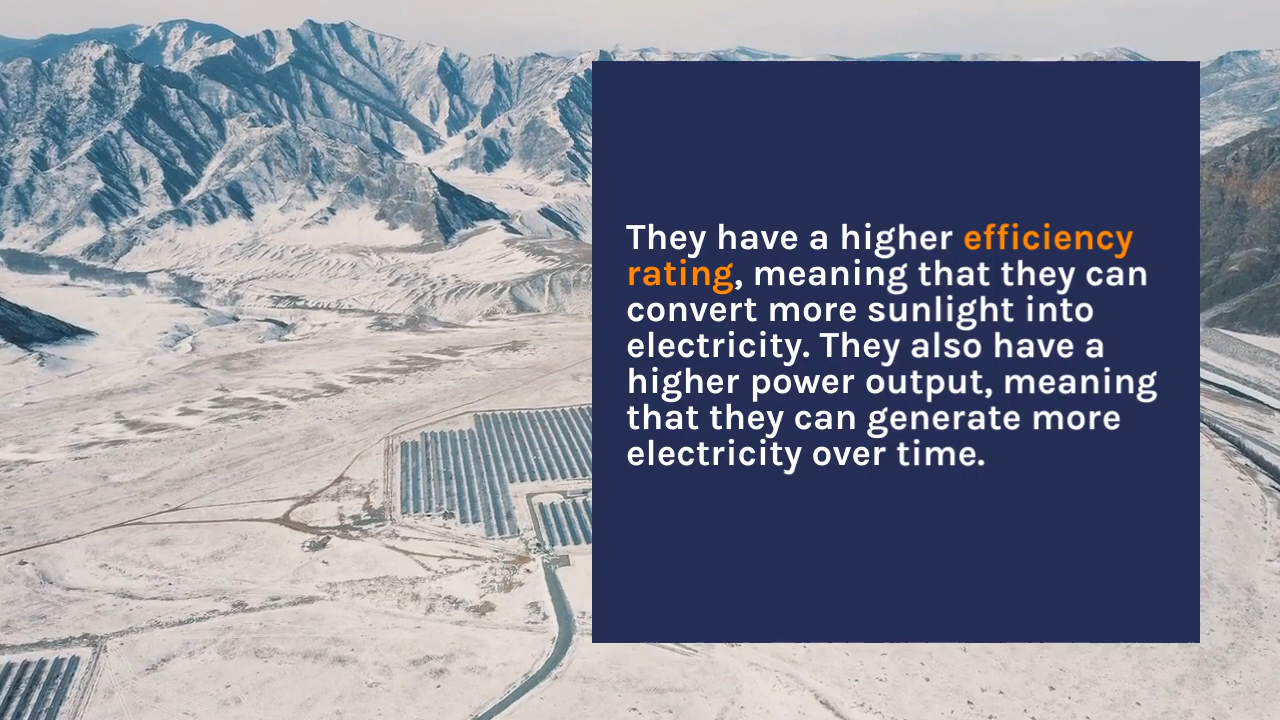 They have a higher efficiency
rating, meaning that they can
convert more sunlight into
electricity. They also have a
higher power output, meaning
that they can generate more
electricity over time.